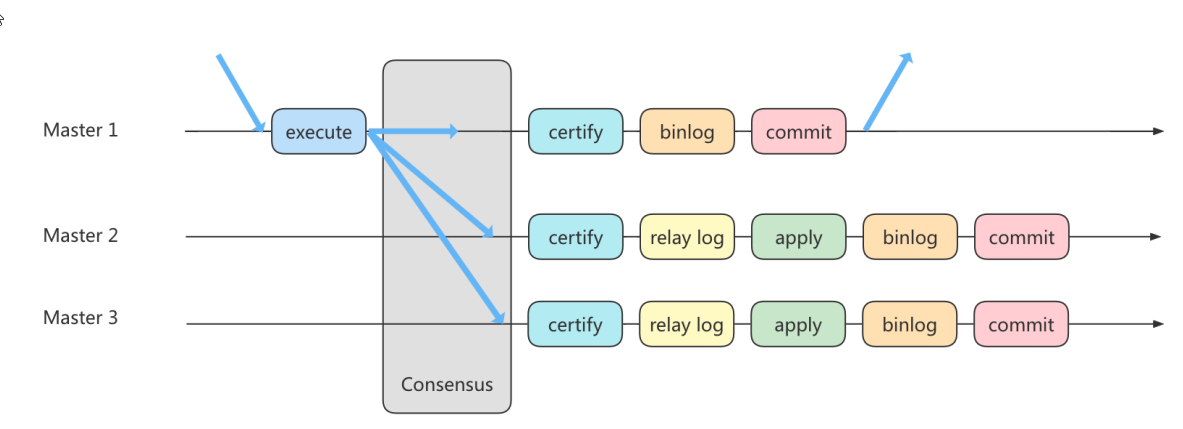 Master 1
execute
certify
binlog
commit
Master 2
certify
relay log
apply
binlog
commit
Master 3
certify
relay log
apply
binlog
commit
Consensus